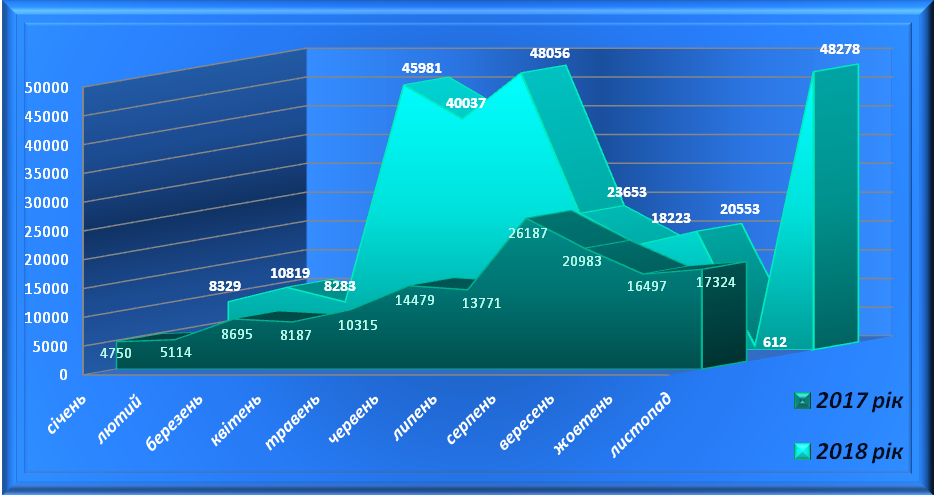 50000
45000
40000
35000
30000
25000
20000
15000
10000
5000
0
8329
10819
8283
45981
40037
48056
23653
18223
20553
612
48278
4750
5114
8695
8187
10315
14479
13771
26187
20983
16497
17324
січень
лютий
березень
квітень
травень
червень
липень
серпень
вересень
жовтень
листопад
2017 рік
2018 рік